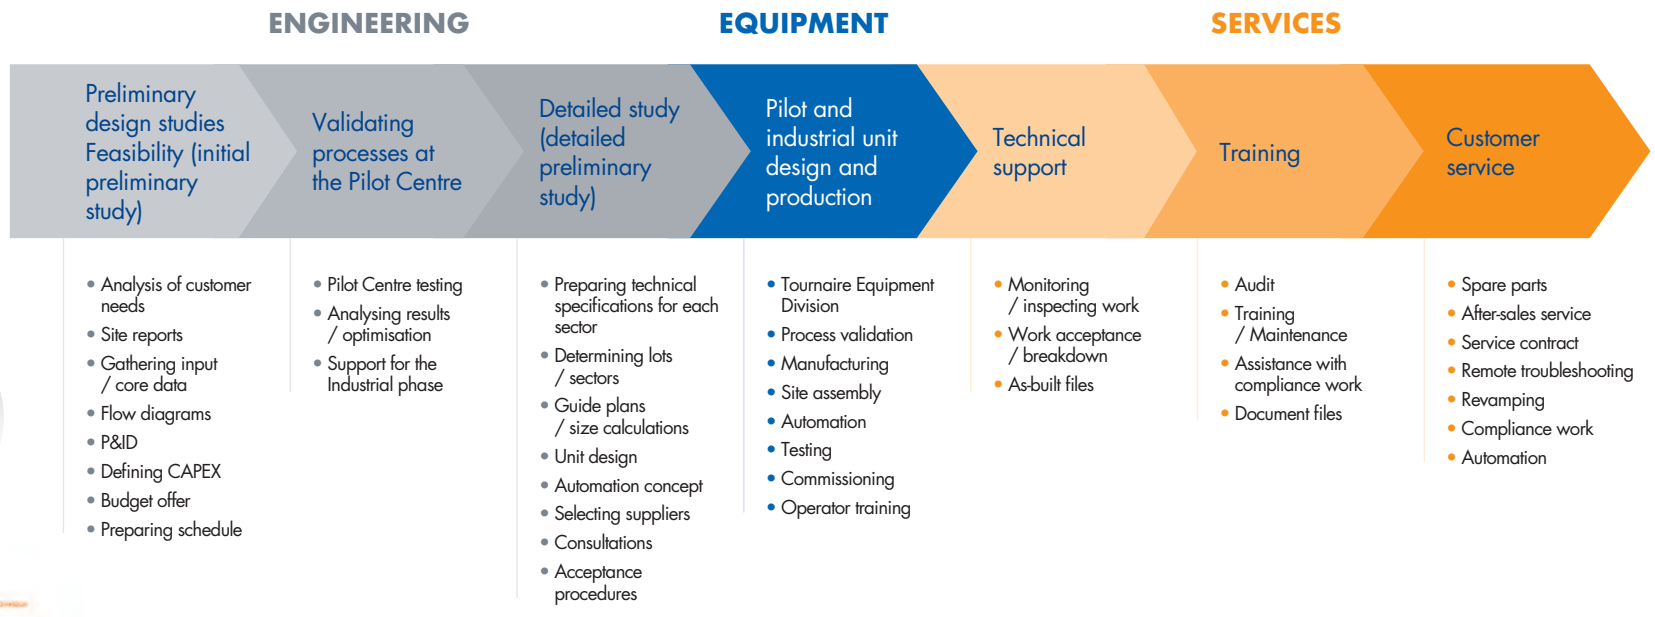 ENGINEERING
EQUIPMENT
SERVICES
Preliminary
design studies
Feasibility (initial
preliminary
study)
Validating
processes at
the Pilot Centre
Detailed study
(detailed
preliminary
study)
Pilot and
industrial unit
design and
production
Technical
support
Training
Customer
service
• Analysis of customer
needs
• Site reports
• Gathering input
/ core data
• Flow diagrams
• P&ID
• Defining CAPEX
• Budget offer
• Preparing schedule
• Pilot Centre testing
• Analysing results
/ optimisation
• Support for the
Industrial phase
• Preparing technical
specifications for each
sector
• Determining lots
/ sectors
• Guide plans
/ size calculations
• Unit design
• Automation concept
• Selecting suppliers
• Consultations
• Acceptance
procedures
• Tournaire Equipment
Division
• Process validation
• Manufacturing
• Site assembly
• Automation
• Testing
• Commissioning
• Operator training
• Monitoring
/ inspecting work
• Work acceptance
/ breakdown
• As-built files
• Audit
• Training
/ Maintenance
• Assistance with
compliance work
• Document files
• Spare parts
• After-sales service
• Service contract
• Remote troubleshooting
• Revamping
• Compliance work
• Automation